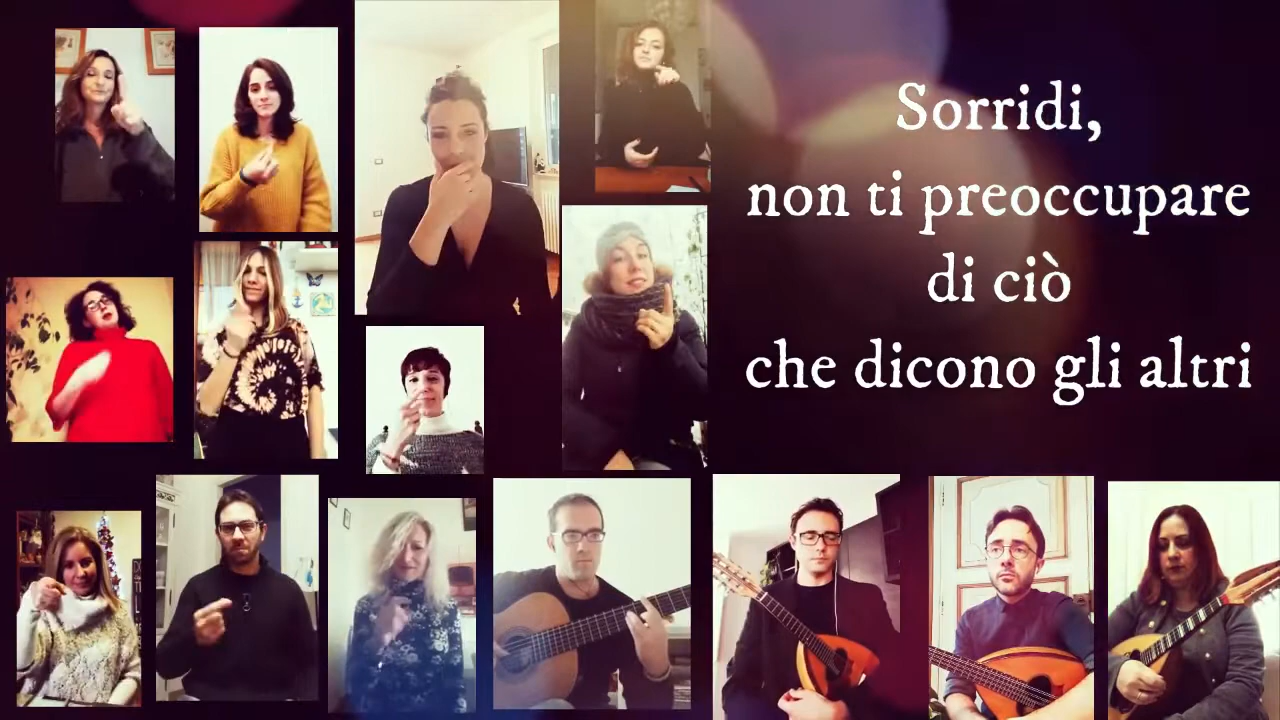 Sorridi,
non ti preoccupare
di ciò
che dicono gli altri